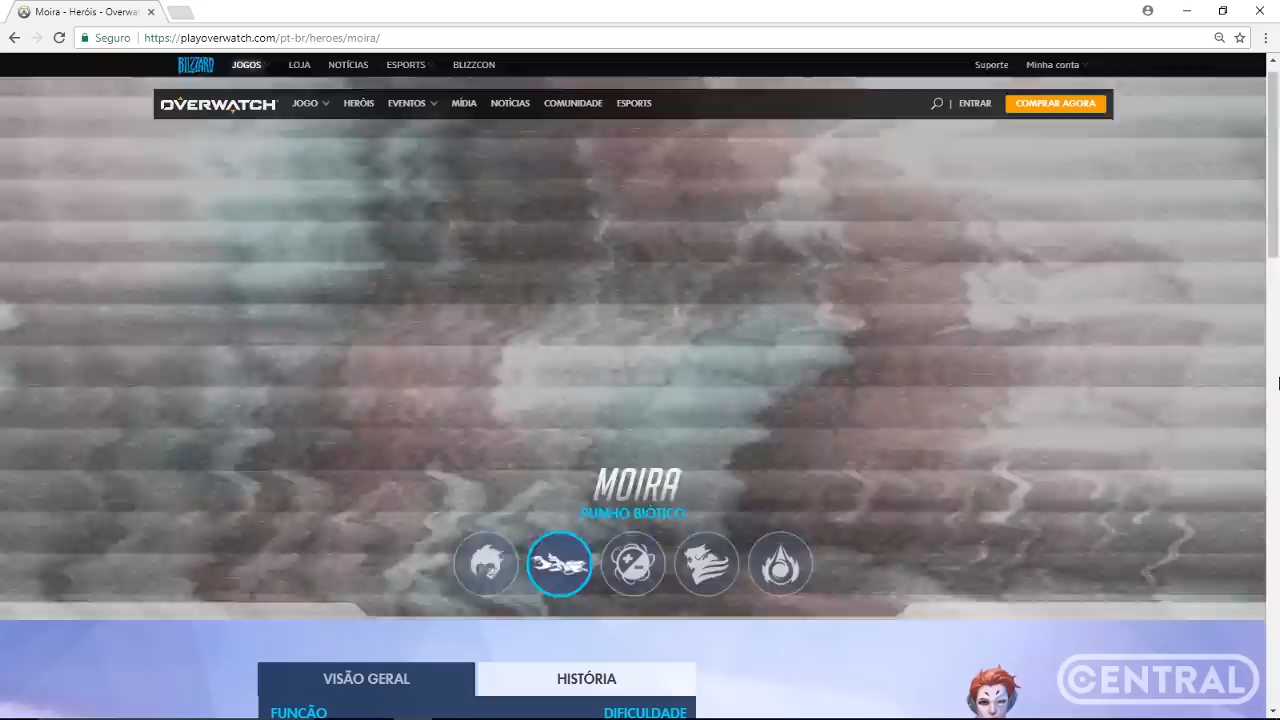 Moira - Heróis - Overwa
Seguro
https://playoverwatch.com/pt-br/heroes/moira/
BLIZZARD JOGOS LOJA NOTÍCIAS ESPORTS BLIZZCON Suporte Minha conta
OVERWATCH JOGO HERÓIS EVENTOS MÍDIA NOTÍCIAS COMUNIDADE ESPORTS | ENTRAR COMPRAR AGORA
MOIRA
PUNHO BIÓTICO
VISÃO GERAL HISTÓRIA
FUNÇÃO DIFICULDADE
CENTRAL